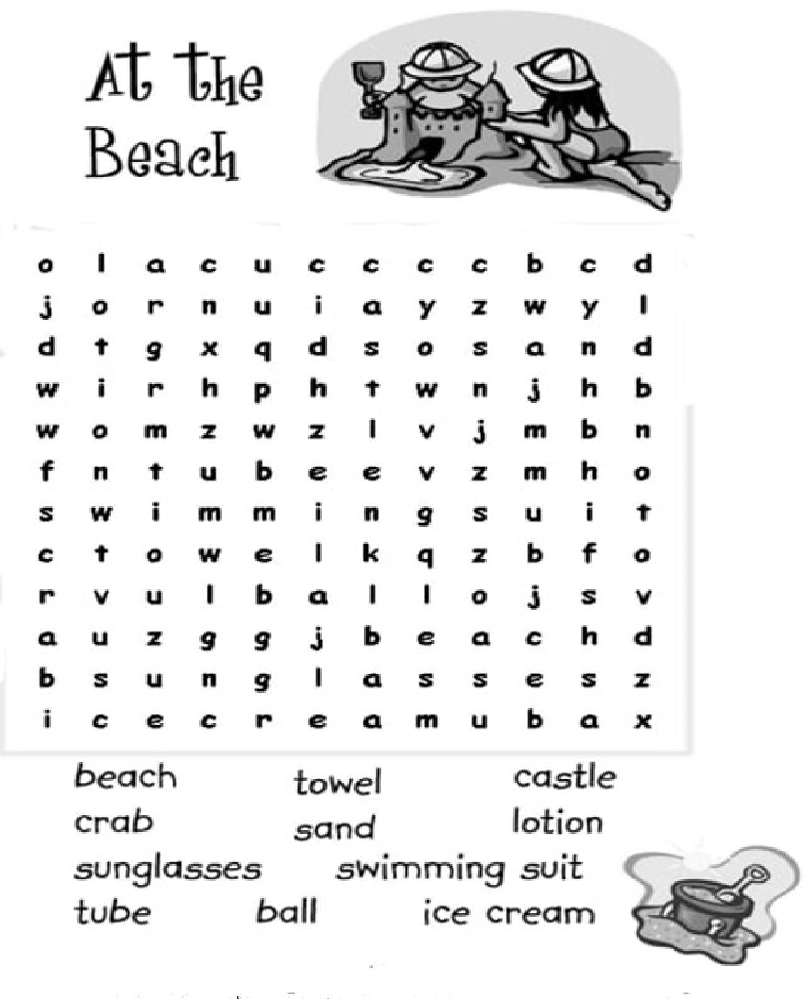 At the
Beach
o l a c u c c c c b c d
j o r n u i a y z w y l
d t g x q d s o s a n d
w i r h p h t w n j h b
w o m z w z l v j m b n
f n t u b e e v z m h o
s w i m m i n g s u i t
c t o w e l k q z b f o
r v u l b a l l o j s v
a u z g g j b e a c h d
b s u n g l a s s e s z
i c e c r e a m u b a x
beach towel castle
crab sand lotion
sunglasses swimming suit
tube ball ice cream